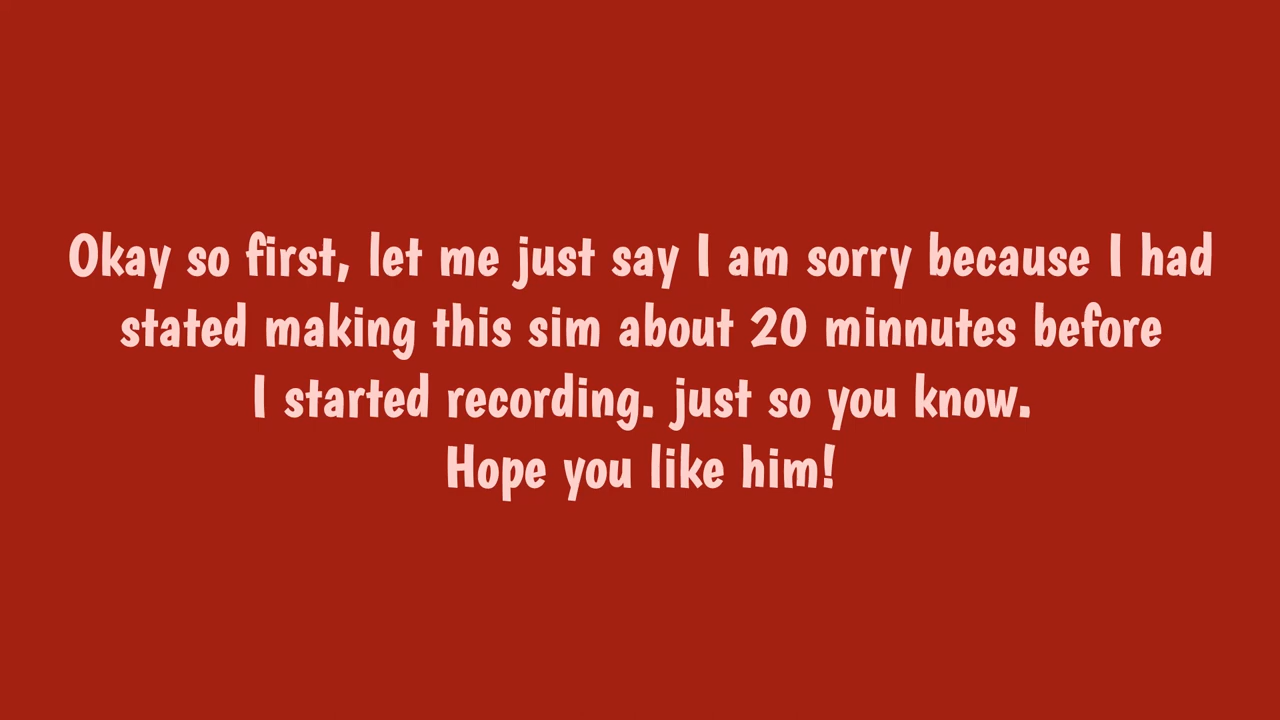 Okay so first, let me just say I am sorry because I had
stated making this sim about 20 minnutes before
I started recording. just so you know.
Hope you like him!